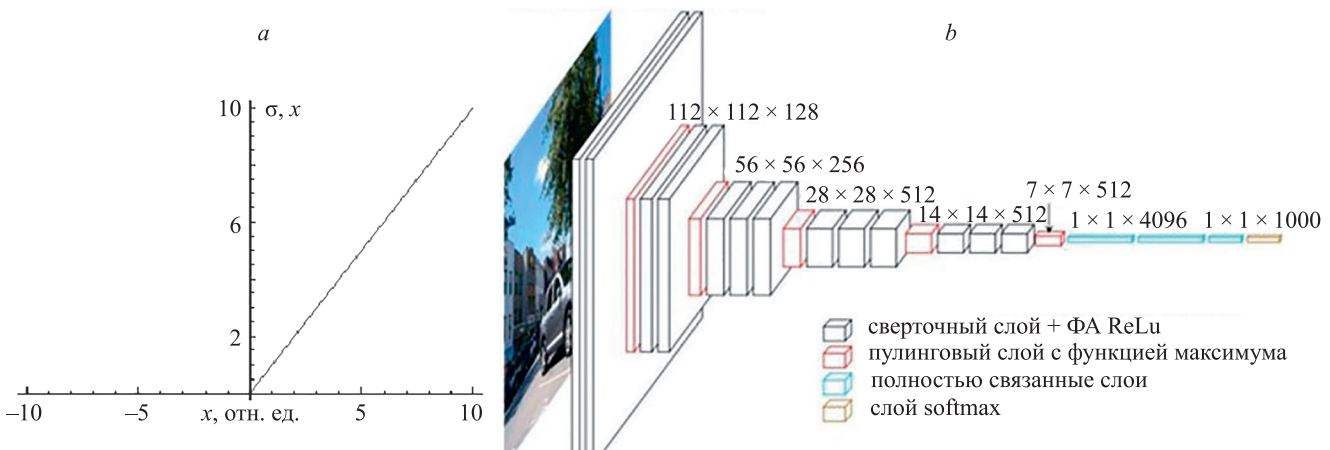 a
10
σ, x
6
2
–10
–5
x, отн. ед.
5
10
b
112 × 112 × 128
56 × 56 × 256
28 × 28 × 512
14 × 14 × 512
7 × 7 × 512
1 × 1 × 4096
1 × 1 × 1000
сверточный слой + ФА ReLu
пулинговый слой с функцией максимума
полностью связанные слои
слой softmax